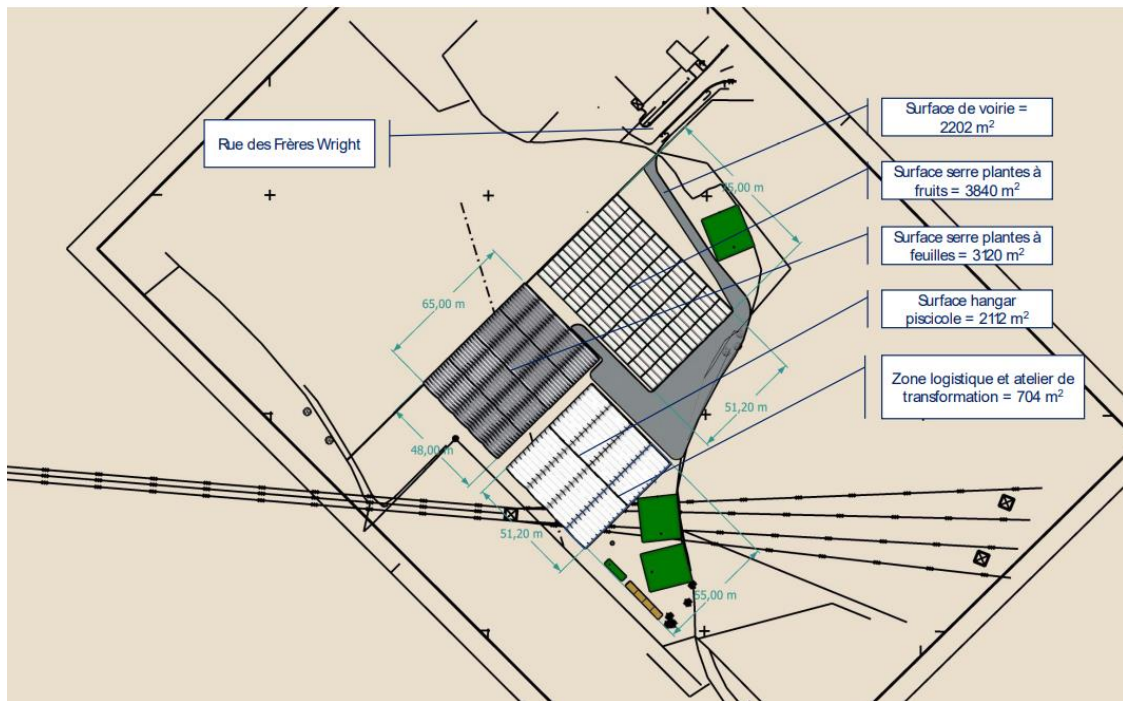 Surface de voirie =
2202 m²
Rue des Frères Wright
Surface serre plantes à
fruits = 3840 m²
75,00 m
Surface serre plantes à
feuilles = 3120 m²
65,00 m
Surface hangar
piscicole = 2112 m²
Zone logistique et atelier de
transformation = 704 m²
51,20 m
48,00 m
51,20 m
55,00 m